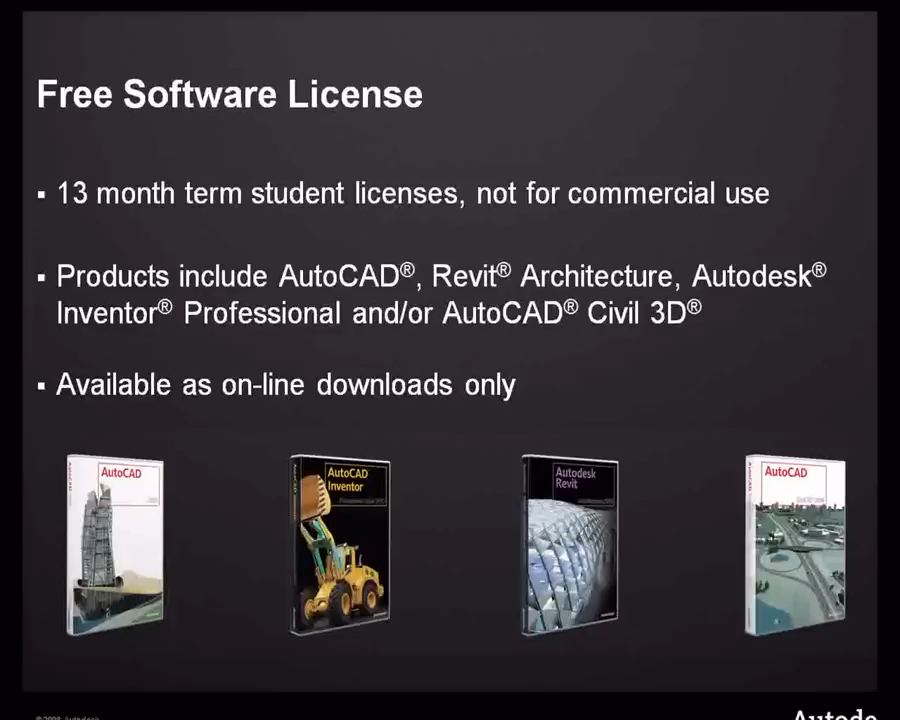 Free Software License
▪ 13 month term student licenses, not for commercial use
▪ Products include AutoCAD®, Revit® Architecture, Autodesk®
Inventor® Professional and/or AutoCAD® Civil 3D®
▪ Available as on-line downloads only
AutoCAD
AutoCAD
Inventor
Autodesk
Revit
AutoCAD
Autode